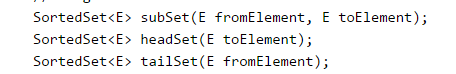 SortedSet<E> subSet(E fromElement, E toElement);
SortedSet<E> headSet(E toElement);
SortedSet<E> tailSet(E fromElement);